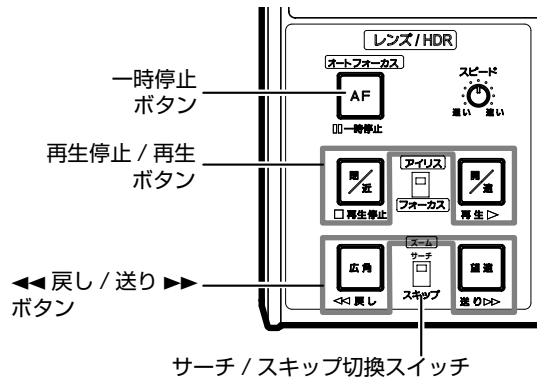 レンズ/HDR
オートフォーカス
スピード
AF
一時停止
ボタン
遅い 速い
▯▯一時停止
再生停止 / 再生
ボタン
アイリス
閉/近
開/遠
フォーカス
□再生停止
再生▷
ズーム
サーチ
広角
望遠
◀◀ 戻し / 送り ▶▶
ボタン
スキップ
◁◁戻し
送り▷▷
サーチ / スキップ切換スイッチ